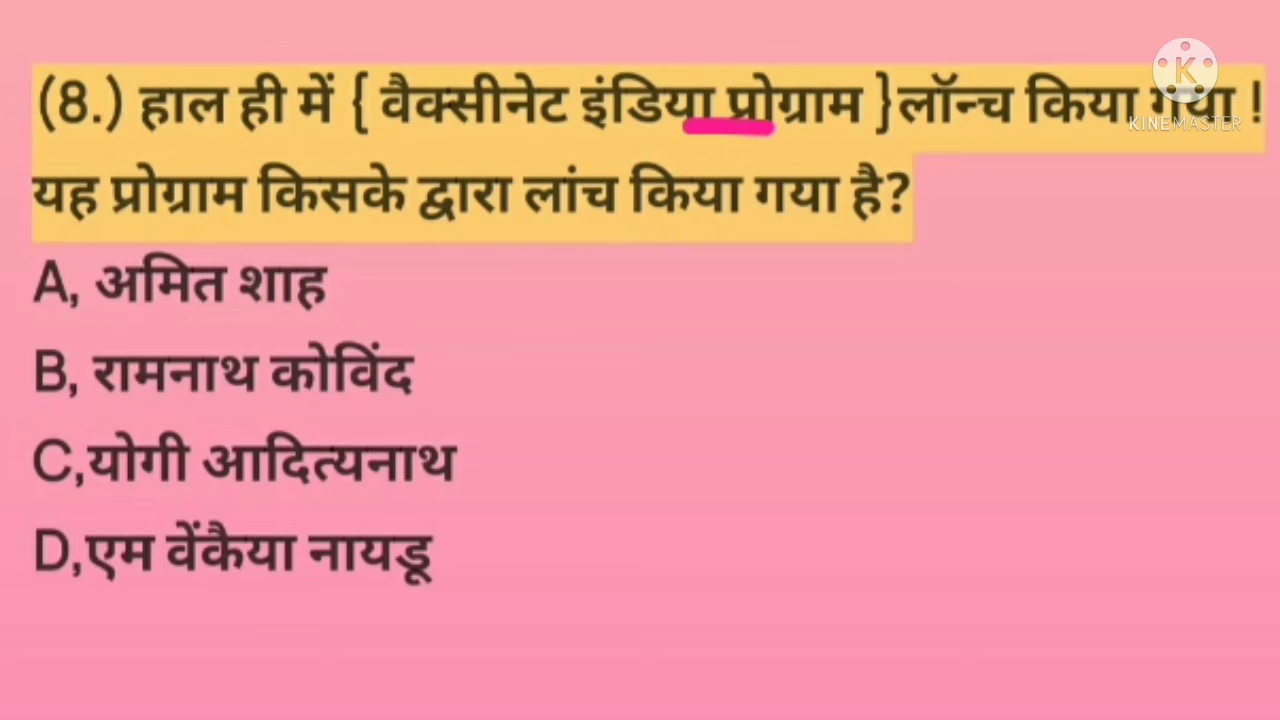 (8.) हाल ही में { वैक्सीनेट इंडिया प्रोग्राम }लॉन्च किया गया !
यह प्रोग्राम किसके द्वारा लांच किया गया है?
A, अमित शाह
B, रामनाथ कोविंद
C,योगी आदित्यनाथ
D,एम वेंकैया नायडू
K
KINEMASTER